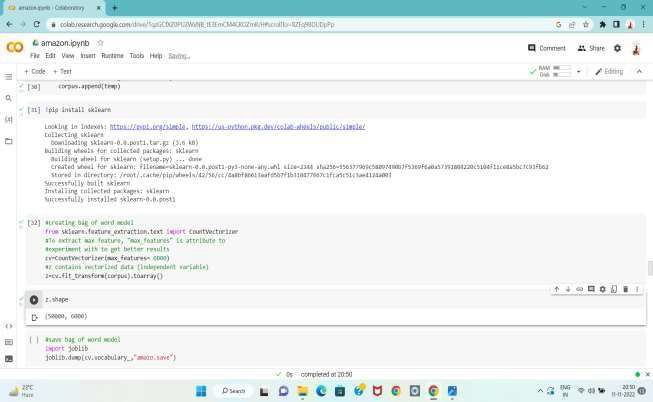 amazon.ipynb - Colaboratory
colab.research.google.com/drive/
amazon.ipynb
Comment
Share
File Edit View Insert Runtime Tools Help Saving...
+ Code + Text
RAM
Disk
Editing
[30] corpus.append(temp)
[31] !pip install sklearn
Looking in indexes: https://pypi.org/simple, https://us-python.pkg.dev/colab-wheels/public/simple/
Collecting sklearn
Downloading sklearn-0.0.post1.tar.gz (3.6 kB)
Building wheels for collected packages: sklearn
Building wheel for sklearn (setup.py) ... done
Created wheel for sklearn: filename=sklearn-0.0.post1-py3-none-any.whl size=2344
Stored in directory: /root/.cache/pip/wheels/
Successfully built sklearn
Installing collected packages: sklearn
Successfully installed sklearn-0.0.post1
[32] #creating bag of word model
from sklearn.feature_extraction.text import CountVectorizer
#To extract max feature, "max_features" is attribute to
#experiment with to get better results
cv=CountVectorizer(max_features= 6000)
#z contains vectorized data (independent variable)
z=cv.fit_transform(corpus).toarray()
z.shape
(50000, 6000)
[ ] #save bag of word model
import joblib
joblib.dump(cv.vocabulary_,"amazo.save")
0s completed at 20:50
23°C
Haze
Search
ENG
IN
20:50
11-11-2022